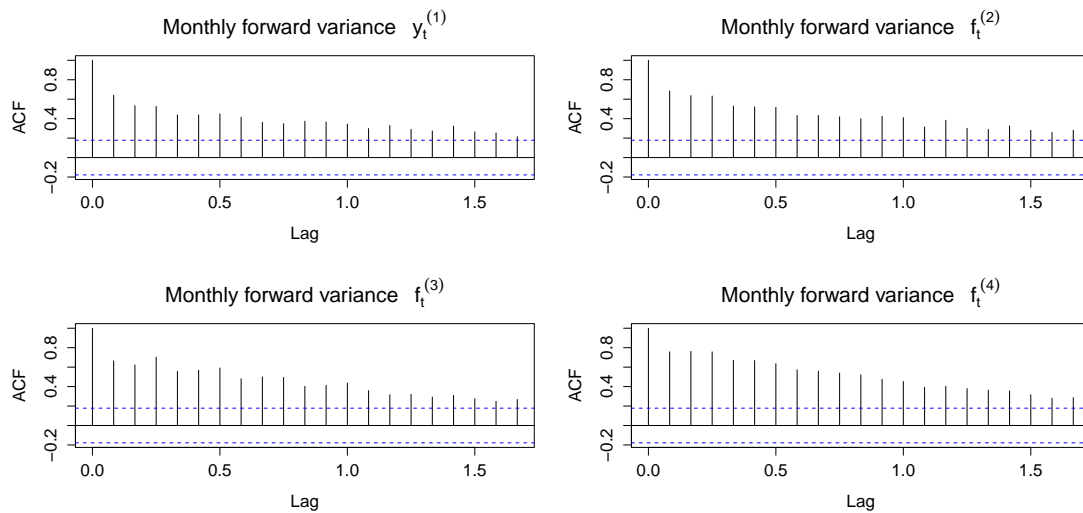 Monthly forward variance y_t^(1)
ACF
0.8
0.4
−0.2
0.0 0.5 1.0 1.5
Lag
Monthly forward variance f_t^(2)
ACF
0.8
0.4
−0.2
0.0 0.5 1.0 1.5
Lag
Monthly forward variance f_t^(3)
ACF
0.8
0.4
−0.2
0.0 0.5 1.0 1.5
Lag
Monthly forward variance f_t^(4)
ACF
0.8
0.4
−0.2
0.0 0.5 1.0 1.5
Lag